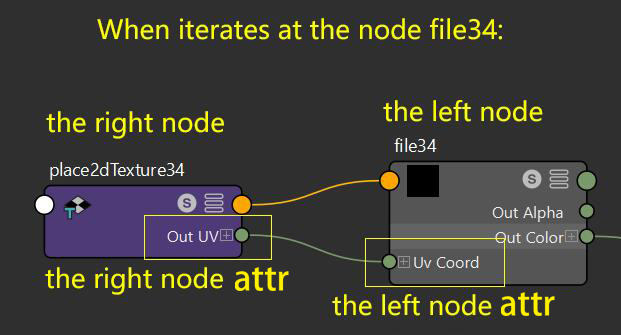 When iterates at the node file34:
the right node
the left node
place2dTexture34
file34
S
S
T
Out UV
Out Alpha
Out Color
Uv Coord
the right node attr
the left node attr